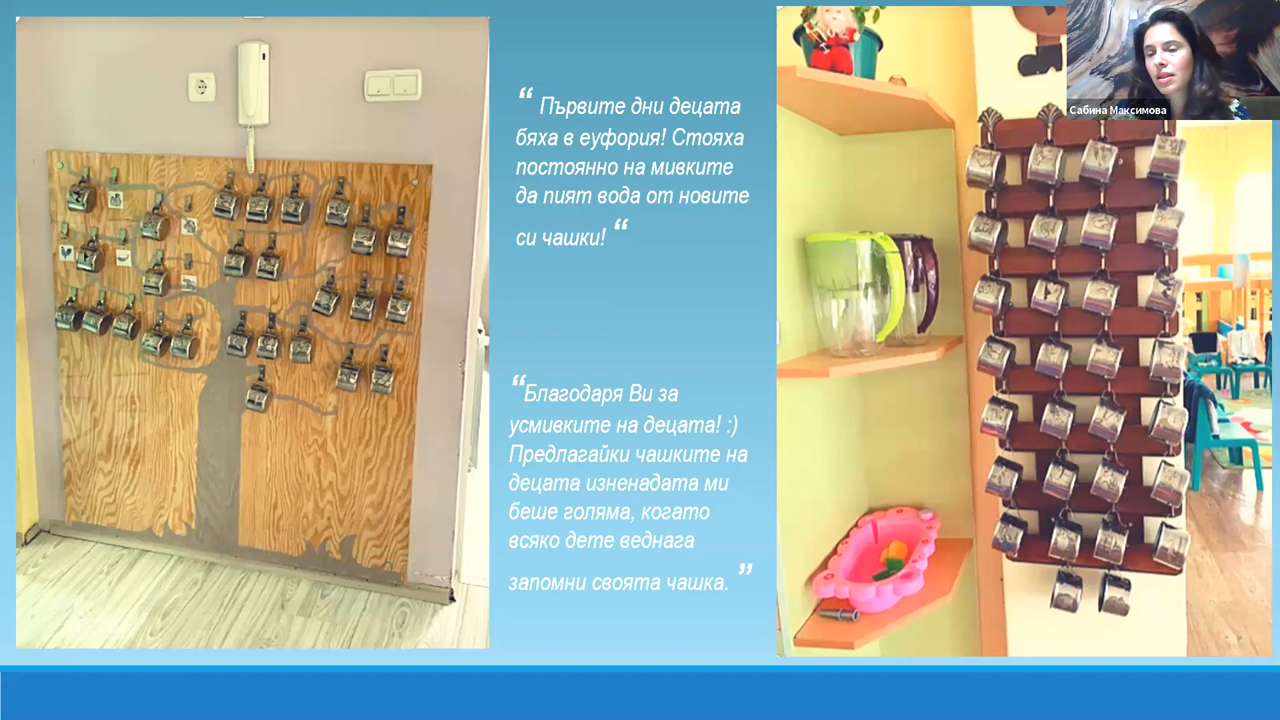 “ Първите дни децата
бяха в еуфория! Стояха
постоянно на мивките
да пият вода от новите
си чашки! “
“Благодаря Ви за
усмивките на децата! :)
Предлагайки чашките на
децата изненадата ми
беше голяма, когато
всяко дете веднага
запомни своята чашка. ”
Сабина Максимова